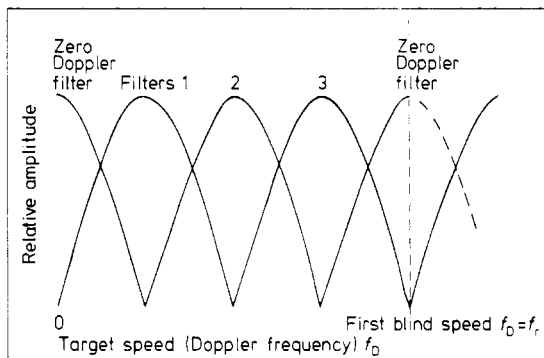 Zero
Doppler
filter
Filters 1
2
3
Zero
Doppler
filter
Relative amplitude
0
First blind speed f_D = f_r
Target speed (Doppler frequency) f_D